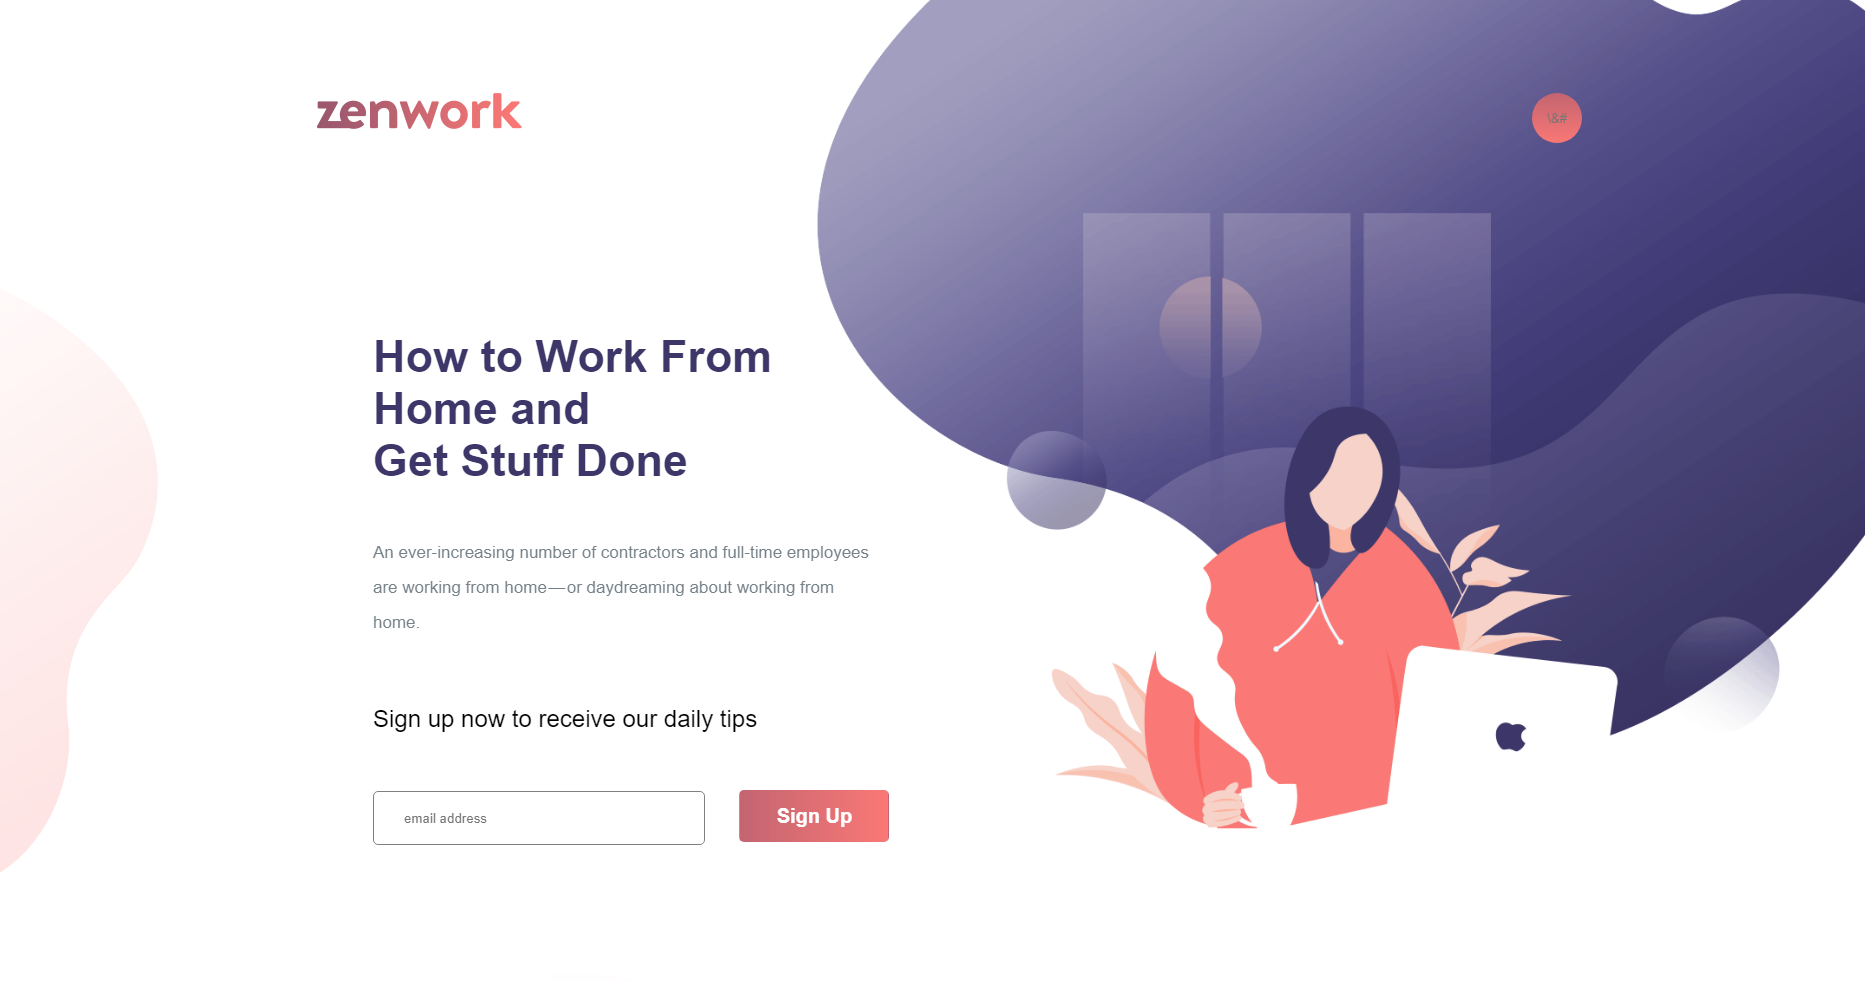 zenwork
\&#
How to Work From
Home and
Get Stuff Done
An ever-increasing number of contractors and full-time employees
are working from home—or daydreaming about working from
home.
Sign up now to receive our daily tips
email address
Sign Up